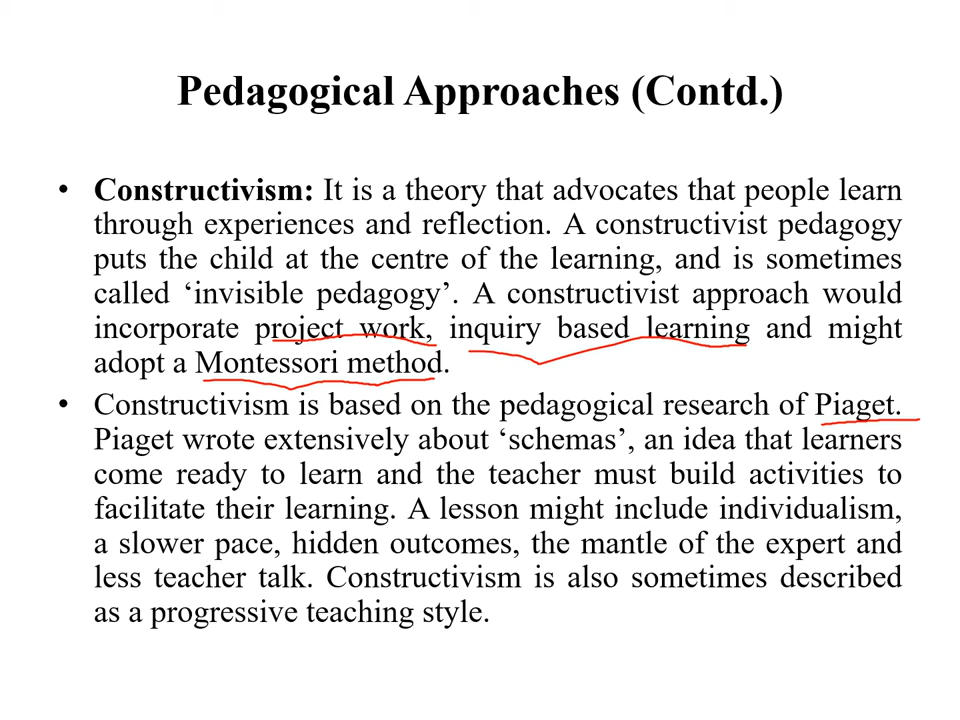 Pedagogical Approaches (Contd.)
• Constructivism: It is a theory that advocates that people learn
through experiences and reflection. A constructivist pedagogy
puts the child at the centre of the learning, and is sometimes
called ‘invisible pedagogy’. A constructivist approach would
incorporate project work, inquiry based learning and might
adopt a Montessori method.
• Constructivism is based on the pedagogical research of Piaget.
Piaget wrote extensively about ‘schemas’, an idea that learners
come ready to learn and the teacher must build activities to
facilitate their learning. A lesson might include individualism,
a slower pace, hidden outcomes, the mantle of the expert and
less teacher talk. Constructivism is also sometimes described
as a progressive teaching style.